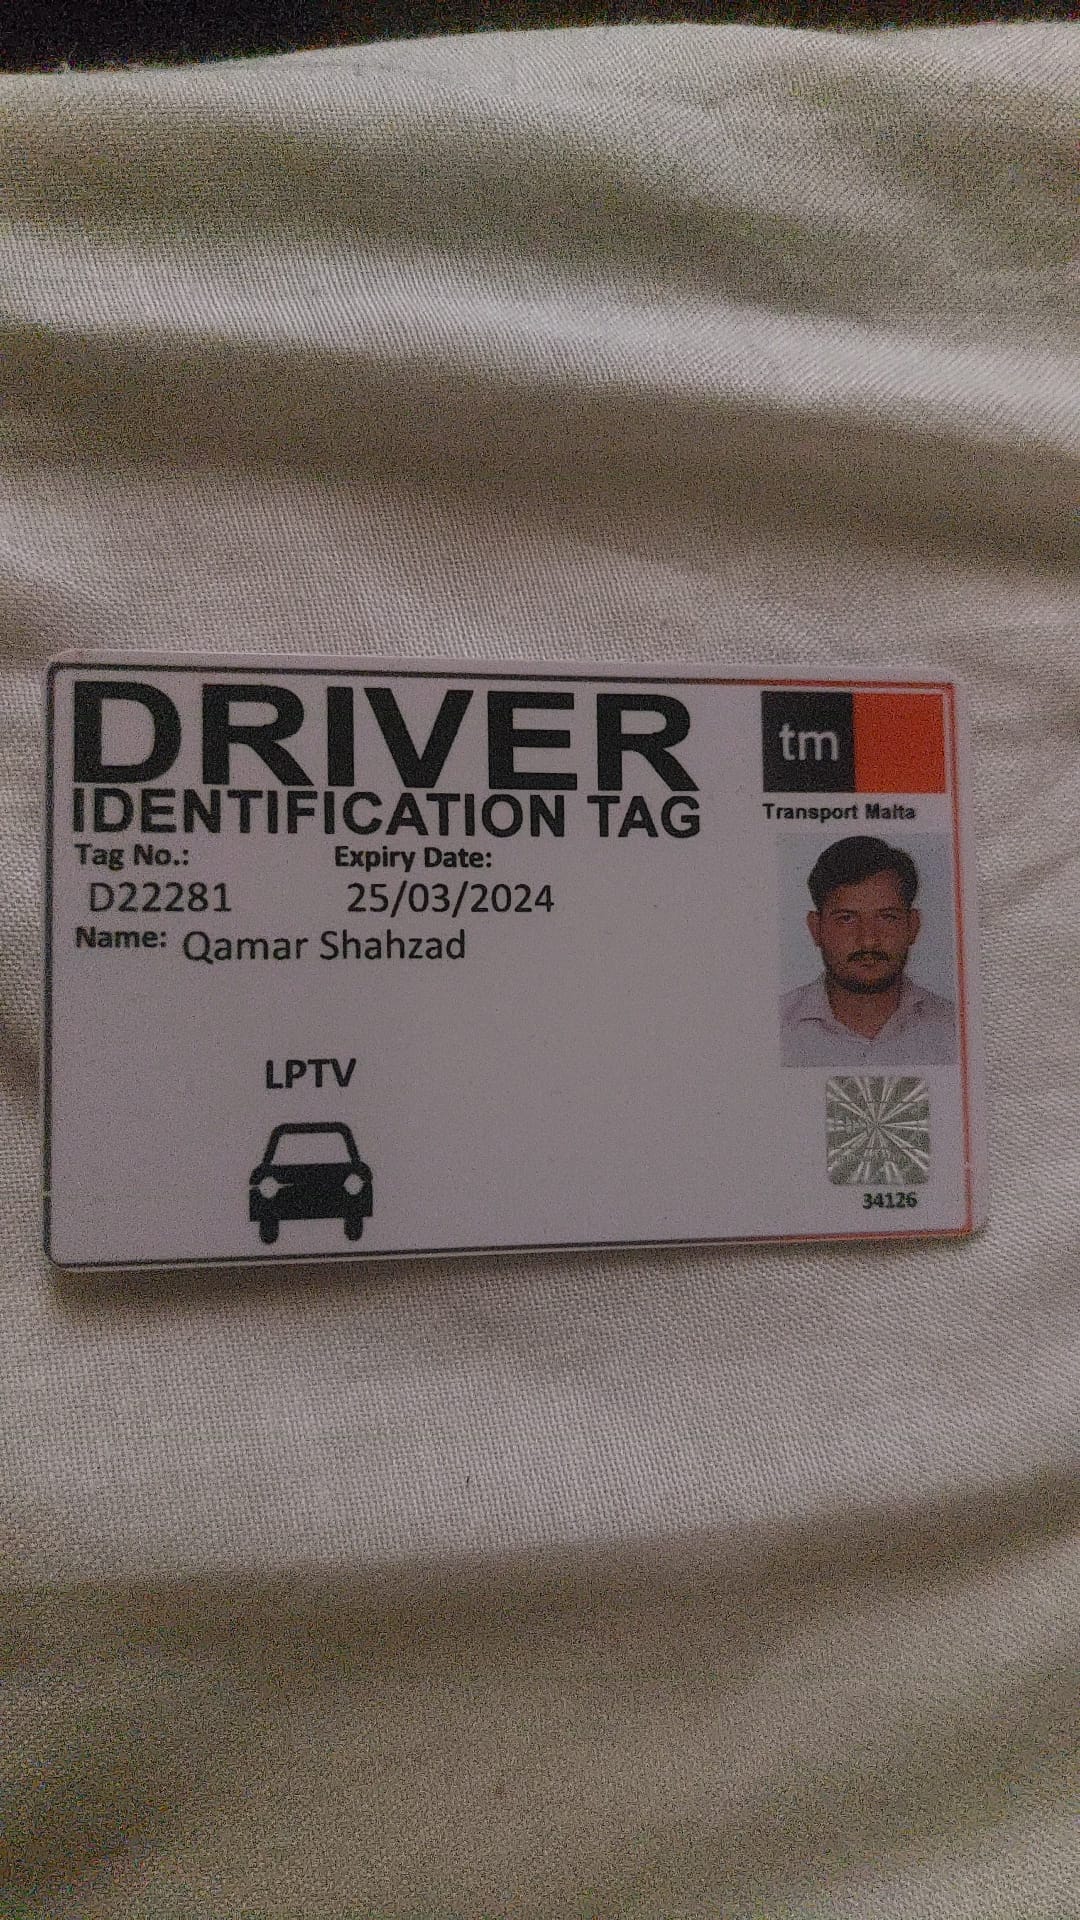 DRIVER
IDENTIFICATION TAG
tm
Transport Malta
Tag No.: Expiry Date:
D22281 25/03/2024
Name: Qamar Shahzad
LPTV
34126